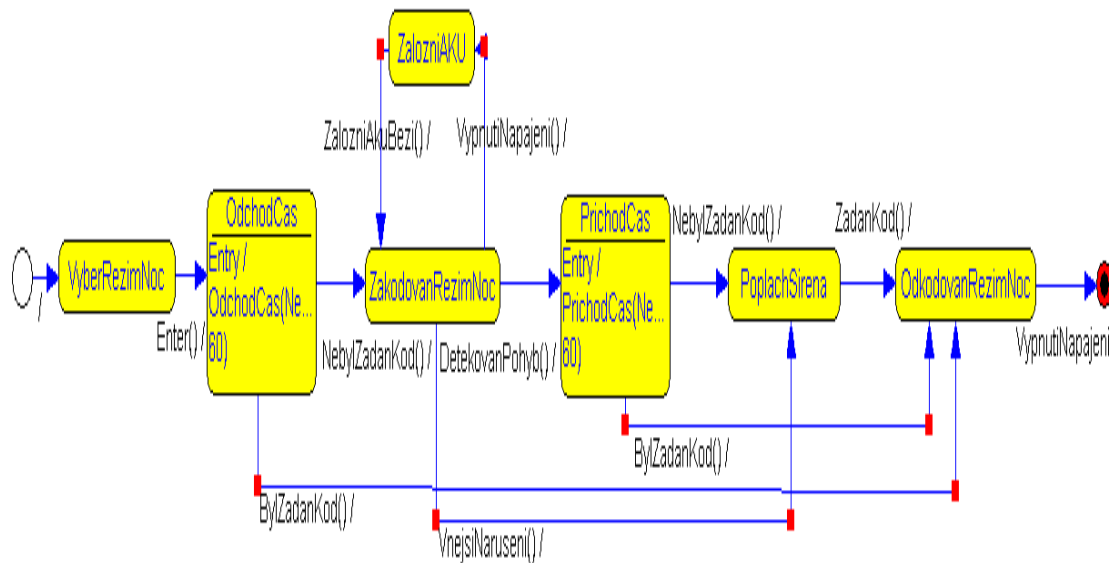 ZalozniAKU
ZalozniAkuBezi() /
VypnutiNapajeni() /
OdchodCas
Entry /
OdchodCas(Ne...
60)
PrichodCas
Entry /
PrichodCas(Ne...
60)
NebylZadanKod() /
ZadanKod() /
VyberRezimNoc
ZakodovanRezimNoc
PoplachSirena
OdkodovanRezimNoc
/
Enter() /
NebylZadanKod() /
DetekovanPohyb() /
VypnutiNapajeni
BylZadanKod() /
BylZadanKod() /
VnejsiNaruseni() /